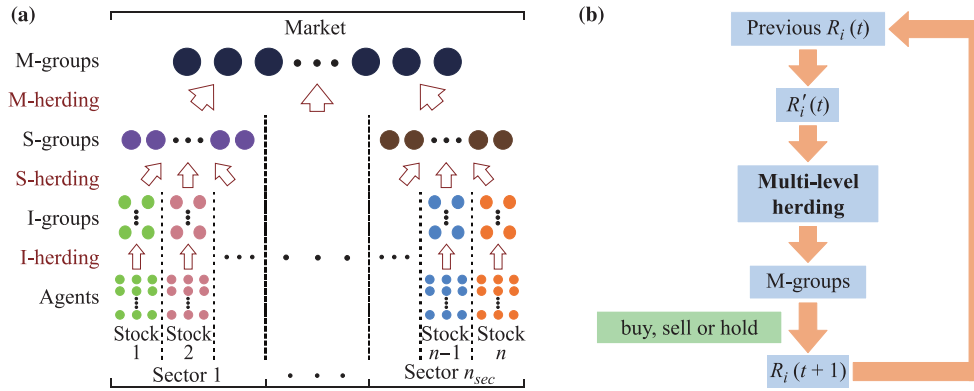 (a)
Market
M-groups
M-herding
S-groups
S-herding
I-groups
I-herding
Agents
Stock 1
Stock 2
Stock n−1
Stock n
Sector 1
Sector n_sec
(b)
Previous R_i (t)
R_i′(t)
Multi-level
herding
M-groups
buy, sell or hold
R_i (t + 1)